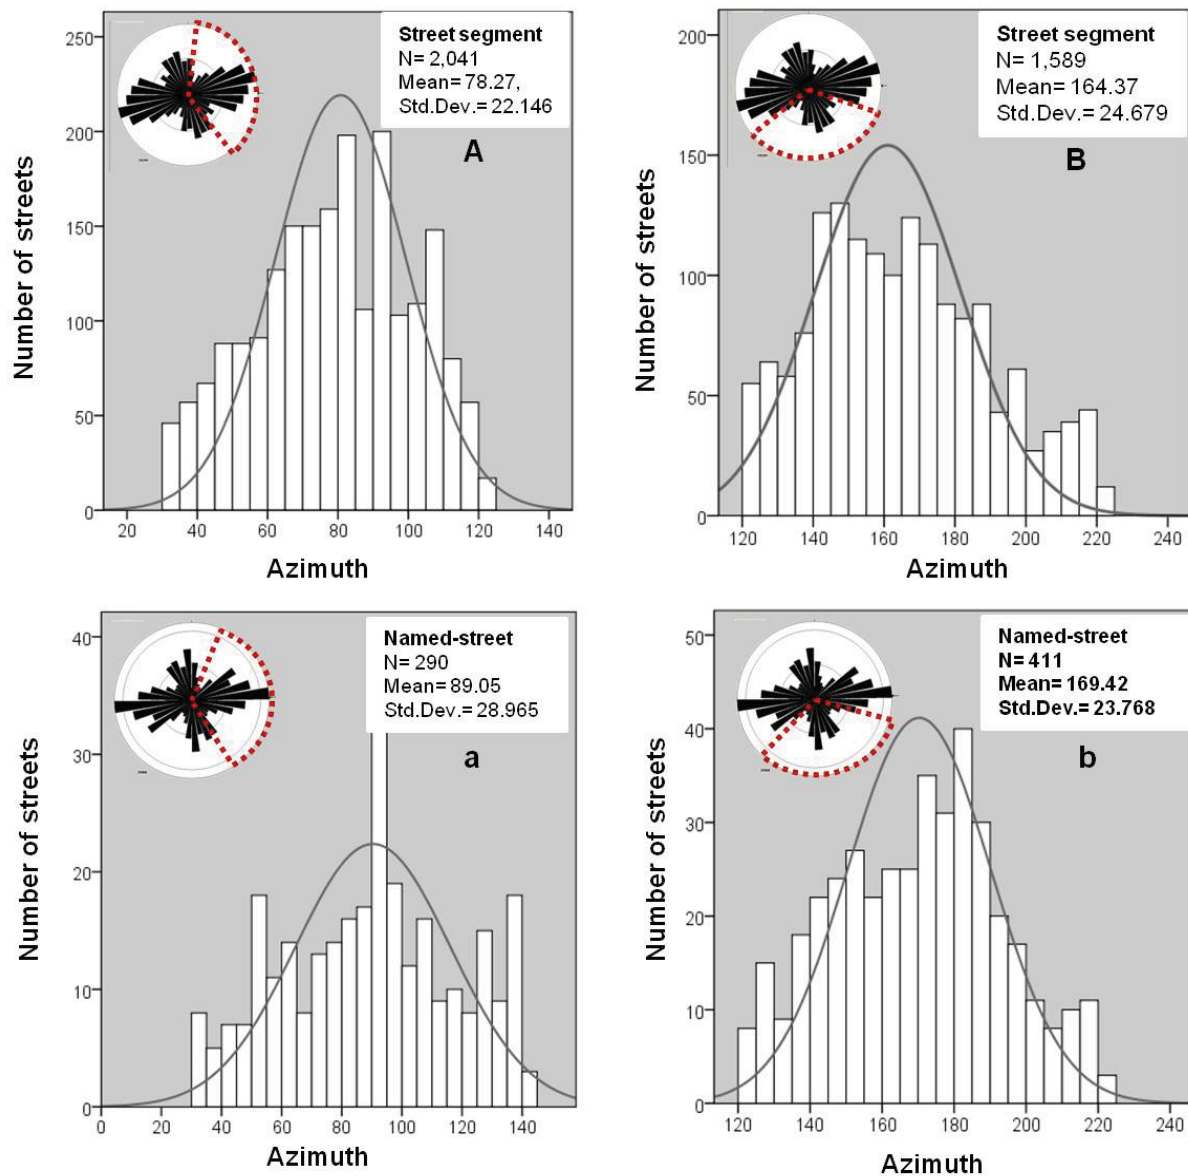 Street segment
N= 2,041
Mean= 78.27,
Std.Dev.= 22.146
A
Number of streets
250
200
150
100
50
0
20 40 60 80 100 120 140
Azimuth
Street segment
N= 1,589
Mean= 164.37
Std.Dev.= 24.679
B
Number of streets
200
150
100
50
0
120 140 160 180 200 220 240
Azimuth
Named-street
N= 290
Mean= 89.05
Std.Dev.= 28.965
a
Number of streets
40
30
20
10
0
0 20 40 60 80 100 120 140
Azimuth
Named-street
N= 411
Mean= 169.42
Std.Dev.= 23.768
b
Number of streets
50
40
30
20
10
0
120 140 160 180 200 220 240
Azimuth